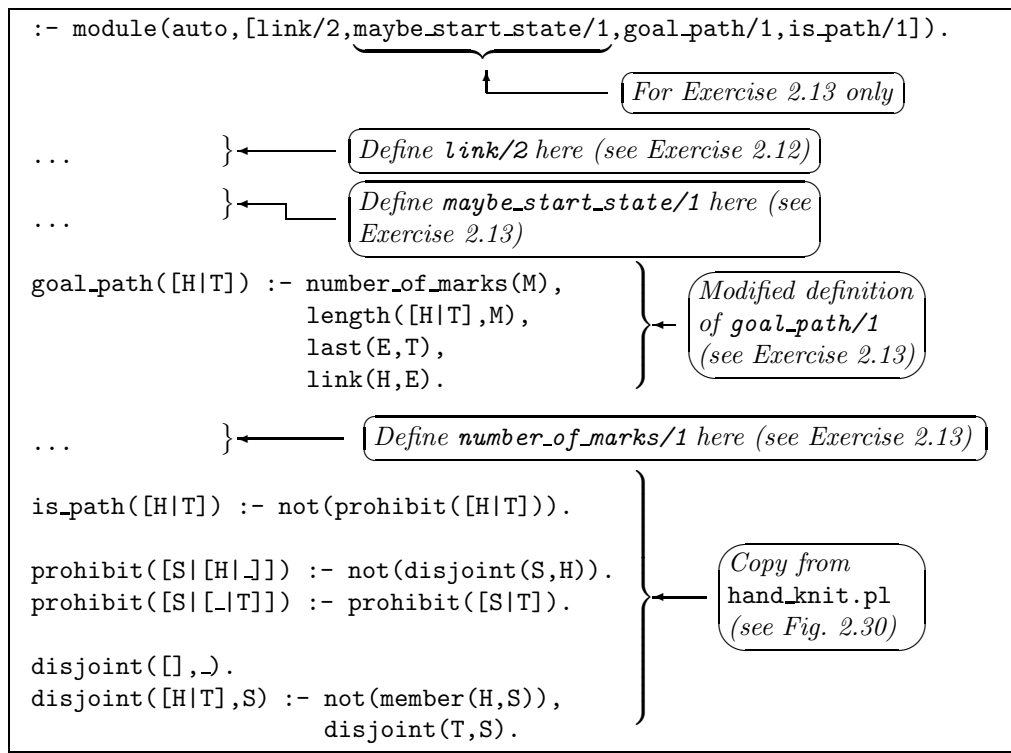 :- module(auto,[link/2,maybe_start_state/1,goal_path/1,is_path/1]).
For Exercise 2.13 only
... } Define link/2 here (see Exercise 2.12)
... } Define maybe_start_state/1 here (see
Exercise 2.13)
goal_path([H|T]) :- number_of_marks(M),
length([H|T],M),
last(E,T),
link(H,E).
Modified definition
of goal_path/1
(see Exercise 2.13)
... } Define number_of_marks/1 here (see Exercise 2.13)
is_path([H|T]) :- not(prohibit([H|T])).
prohibit([S|[H|_]]) :- not(disjoint(S,H)).
prohibit([S|[_|T]]) :- prohibit([S|T]).
disjoint([],_).
disjoint([H|T],S) :- not(member(H,S)),
disjoint(T,S).
Copy from
hand_knit.pl
(see Fig. 2.30)